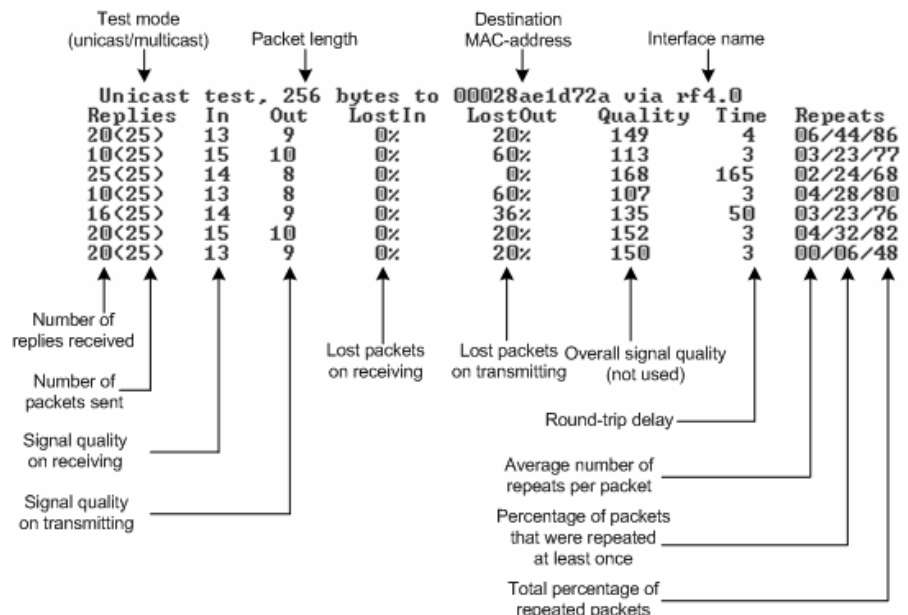 Test mode
(unicast/multicast)
Packet length
Destination
MAC-address
Interface name
Unicast test, 256 bytes to 00028ae1d72a via rf4.0
Replies In Out LostIn LostOut Quality Time Repeats
20(25) 13 9 0% 20% 149 4 06/44/86
10(25) 15 10 0% 60% 113 3 03/23/77
25(25) 14 8 0% 0% 168 165 02/24/68
10(25) 13 8 0% 60% 107 3 04/28/80
16(25) 14 9 0% 36% 135 50 03/23/76
20(25) 15 10 0% 20% 152 3 04/32/82
20(25) 13 9 0% 20% 150 3 00/06/48
Number of
replies received
Number of
packets sent
Signal quality
on receiving
Signal quality
on transmitting
Lost packets
on receiving
Lost packets
on transmitting
Overall signal quality
(not used)
Round-trip delay
Average number of
repeats per packet
Percentage of packets
that were repeated
at least once
Total percentage of
repeated packets